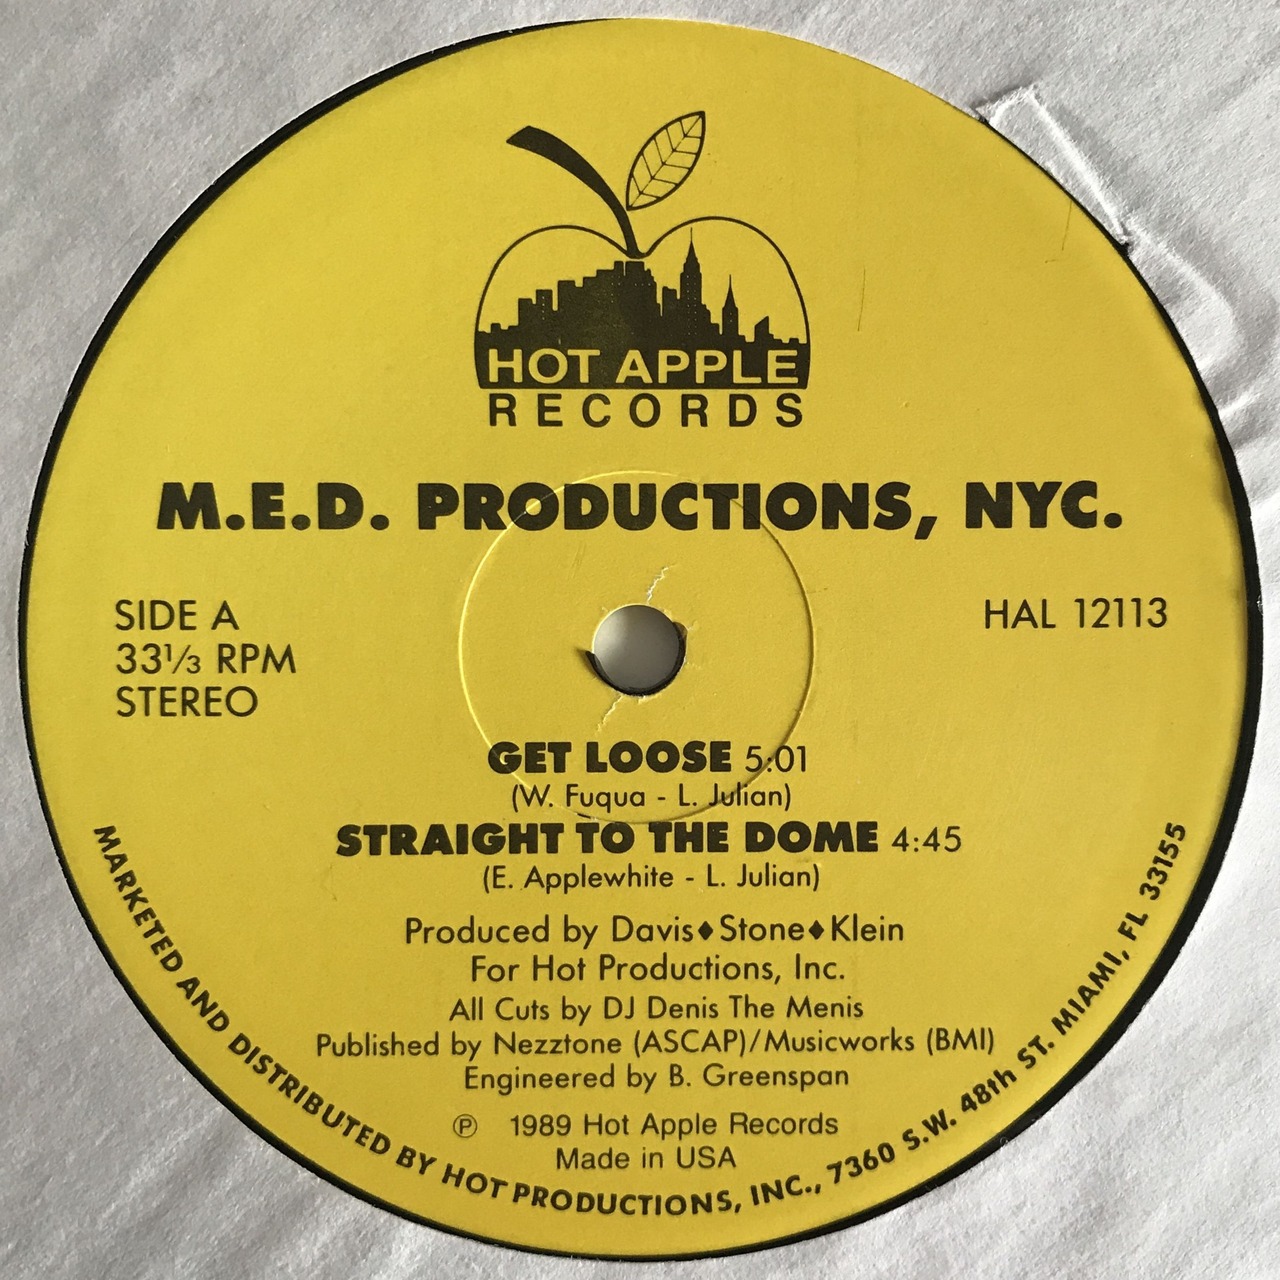 HOT APPLE
RECORDS
M.E.D. PRODUCTIONS, NYC.
SIDE A
33⅓ RPM
STEREO
HAL 12113
GET LOOSE 5:01
(W. Fuqua - L. Julian)
STRAIGHT TO THE DOME 4:45
(E. Applewhite - L. Julian)
Produced by Davis♦Stone♦Klein
For Hot Productions, Inc.
All Cuts by DJ Denis The Menis
Published by Nezztone (ASCAP)/Musicworks (BMI)
Engineered by B. Greenspan
℗ 1989 Hot Apple Records
Made in USA
MARKETED AND DISTRIBUTED BY HOT PRODUCTIONS, INC., 7360 S.W. 48th ST. MIAMI, FL 33155